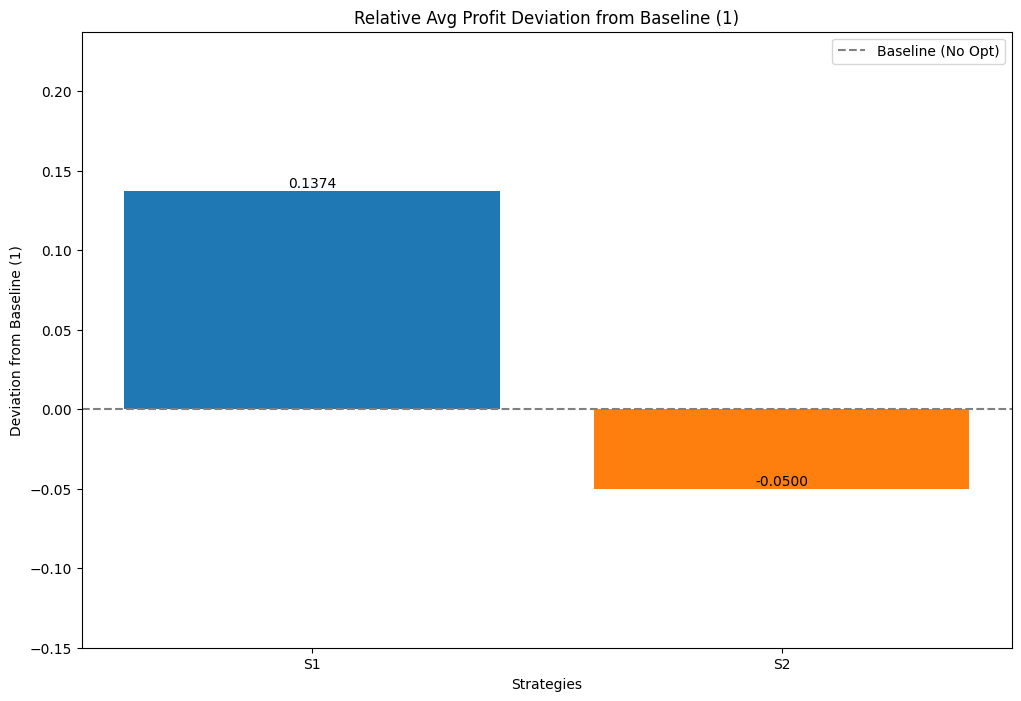 Relative Avg Profit Deviation from Baseline (1)
Baseline (No Opt)
Deviation from Baseline (1)
0.20
0.15
0.10
0.05
0.00
−0.05
−0.10
−0.15
0.1374
-0.0500
S1
S2
Strategies